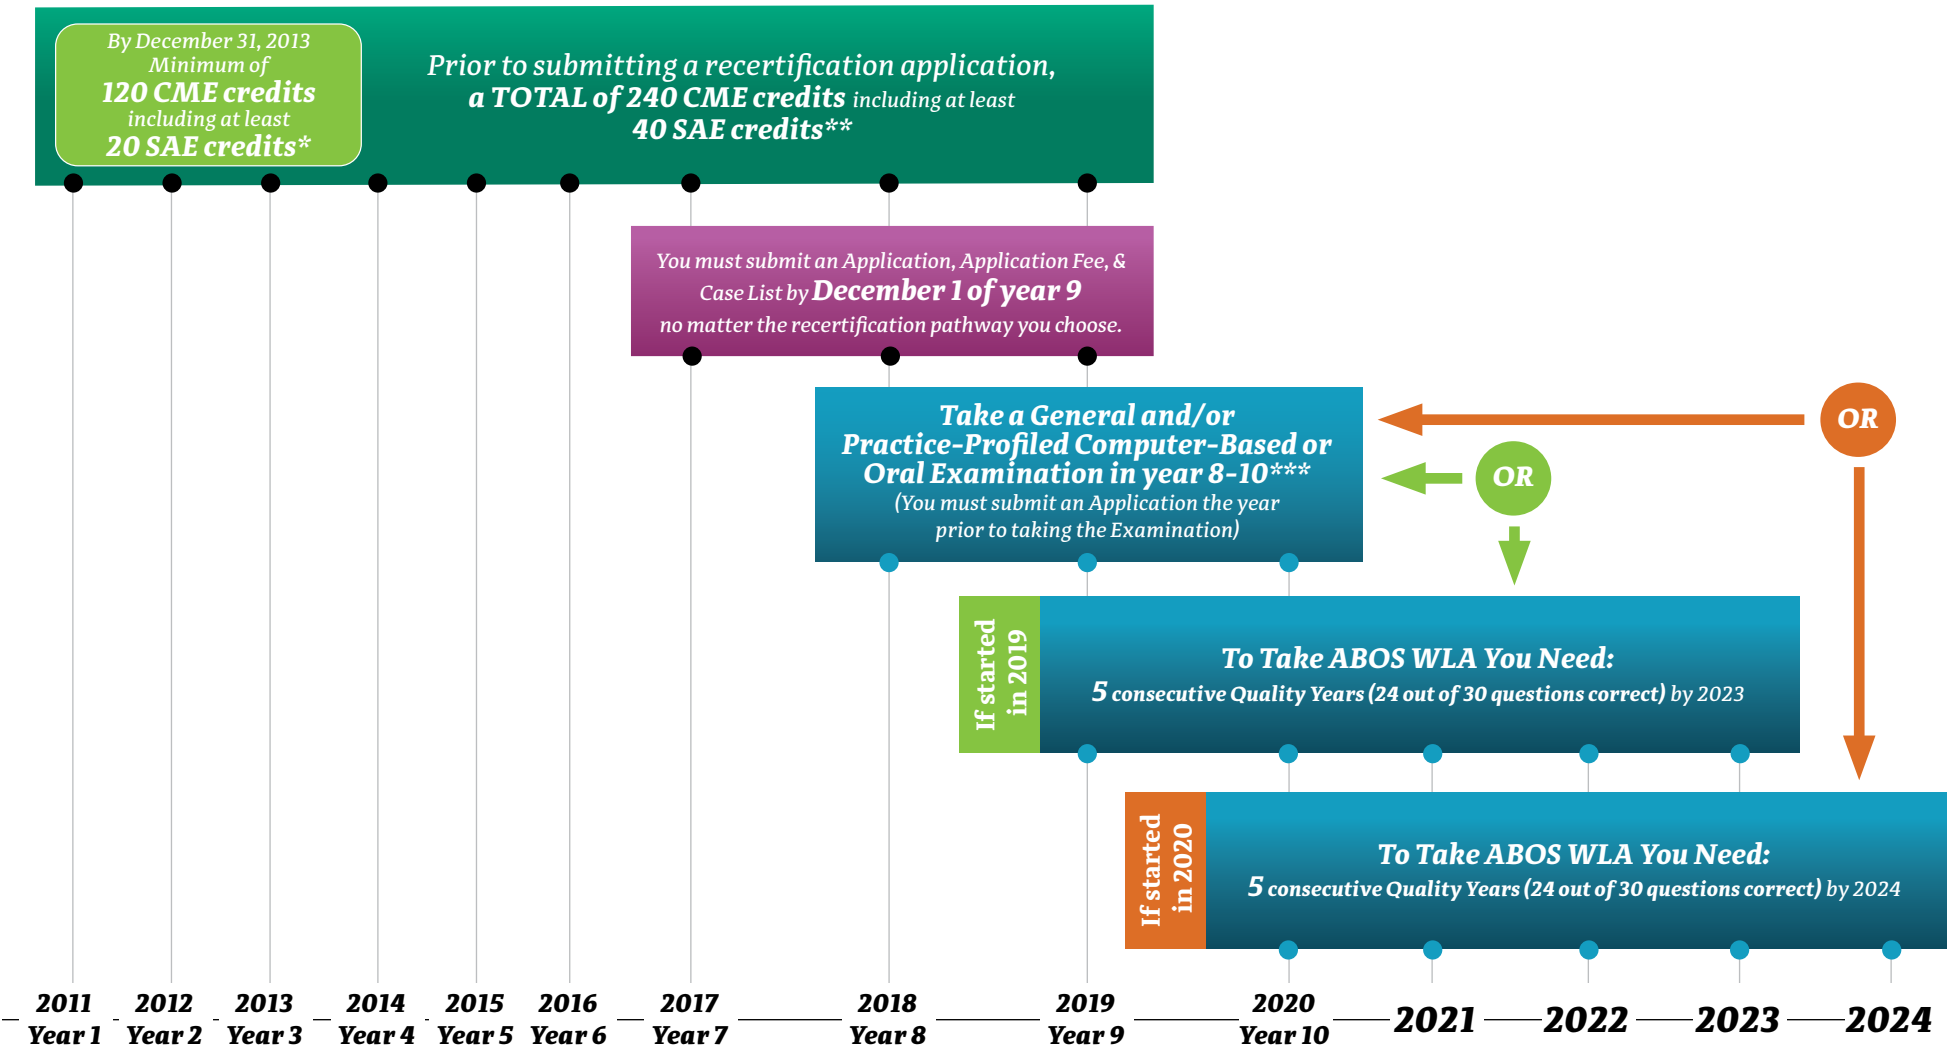 By December 31, 2013
Minimum of
120 CME credits
including at least
20 SAE credits*
Prior to submitting a recertification application,
a TOTAL of 240 CME credits including at least
40 SAE credits**
You must submit an Application, Application Fee, &
Case List by December 1 of year 9
no matter the recertification pathway you choose.
Take a General and/or
Practice-Profiled Computer-Based or
Oral Examination in year 8-10***
(You must submit an Application the year
prior to taking the Examination)
OR
OR
If started
in 2019
To Take ABOS WLA You Need:
5 consecutive Quality Years (24 out of 30 questions correct) by 2023
If started
in 2020
To Take ABOS WLA You Need:
5 consecutive Quality Years (24 out of 30 questions correct) by 2024
2011
Year 1
2012
Year 2
2013
Year 3
2014
Year 4
2015
Year 5
2016
Year 6
2017
Year 7
2018
Year 8
2019
Year 9
2020
Year 10
2021
2022
2023
2024